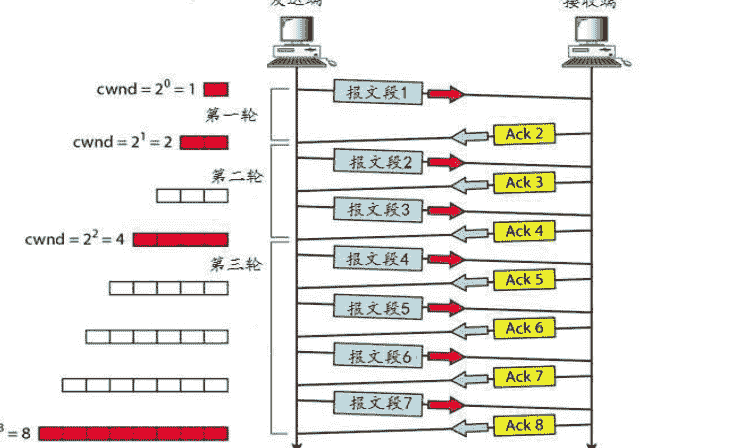 发送端
接收端
cwnd = 2⁰ = 1
报文段1
第一轮
Ack 2
cwnd = 2¹ = 2
报文段2
第二轮
Ack 3
报文段3
Ack 4
cwnd = 2² = 4
报文段4
第三轮
Ack 5
报文段5
Ack 6
报文段6
Ack 7
报文段7
Ack 8
³ = 8